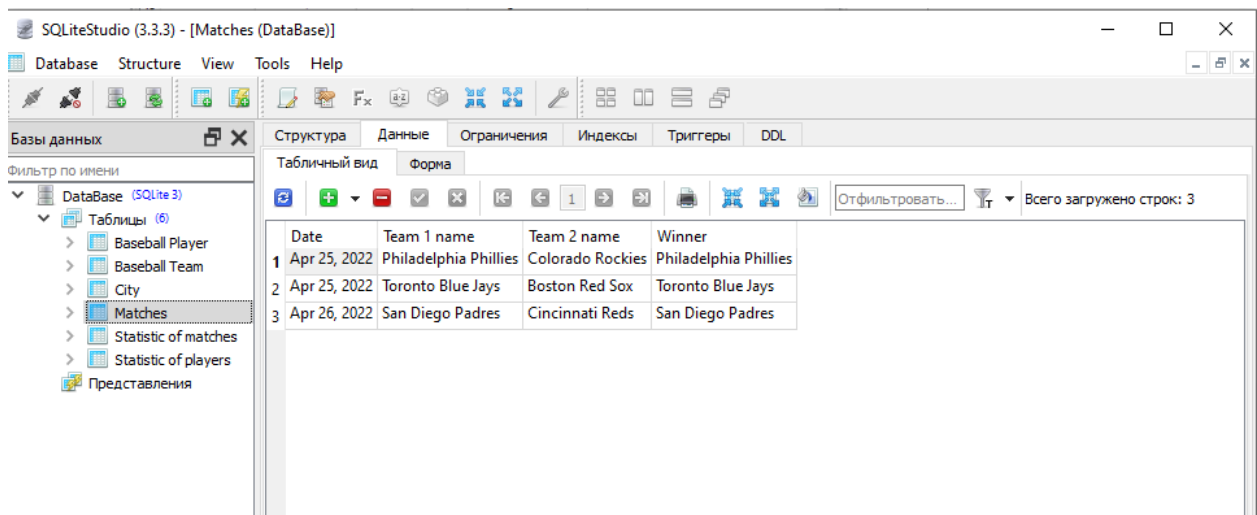 SQLiteStudio (3.3.3) - [Matches (DataBase)]
Database Structure View Tools Help
Базы данных
Фильтр по имени
DataBase (SQLite 3)
Таблицы (6)
Baseball Player
Baseball Team
City
Matches
Statistic of matches
Statistic of players
Представления
Структура Данные Ограничения Индексы Триггеры DDL
Табличный вид Форма
1 Отфильтровать... Всего загружено строк: 3
Date Team 1 name Team 2 name Winner
1 Apr 25, 2022 Philadelphia Phillies Colorado Rockies Philadelphia Phillies
2 Apr 25, 2022 Toronto Blue Jays Boston Red Sox Toronto Blue Jays
3 Apr 26, 2022 San Diego Padres Cincinnati Reds San Diego Padres